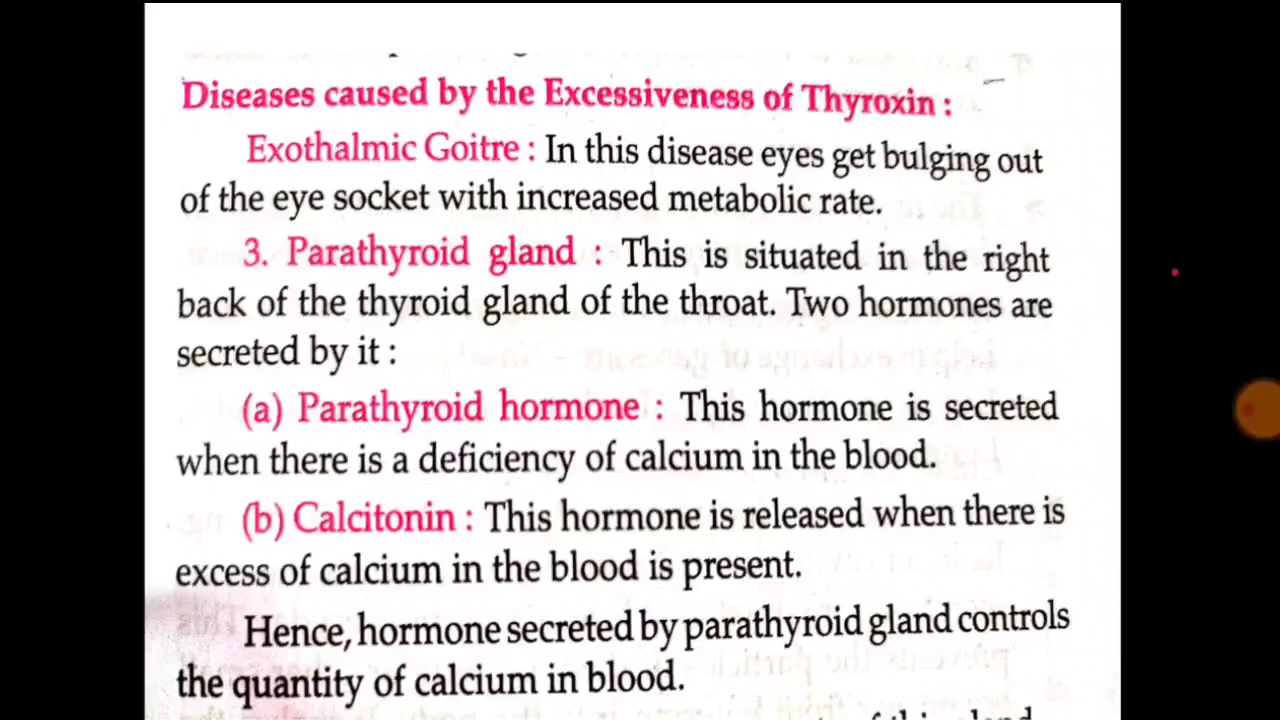 Diseases caused by the Excessiveness of Thyroxin :
Exothalmic Goitre : In this disease eyes get bulging out
of the eye socket with increased metabolic rate.
3. Parathyroid gland : This is situated in the right
back of the thyroid gland of the throat. Two hormones are
secreted by it :
(a) Parathyroid hormone : This hormone is secreted
when there is a deficiency of calcium in the blood.
(b) Calcitonin : This hormone is released when there is
excess of calcium in the blood is present.
Hence, hormone secreted by parathyroid gland controls
the quantity of calcium in blood.
of this gland